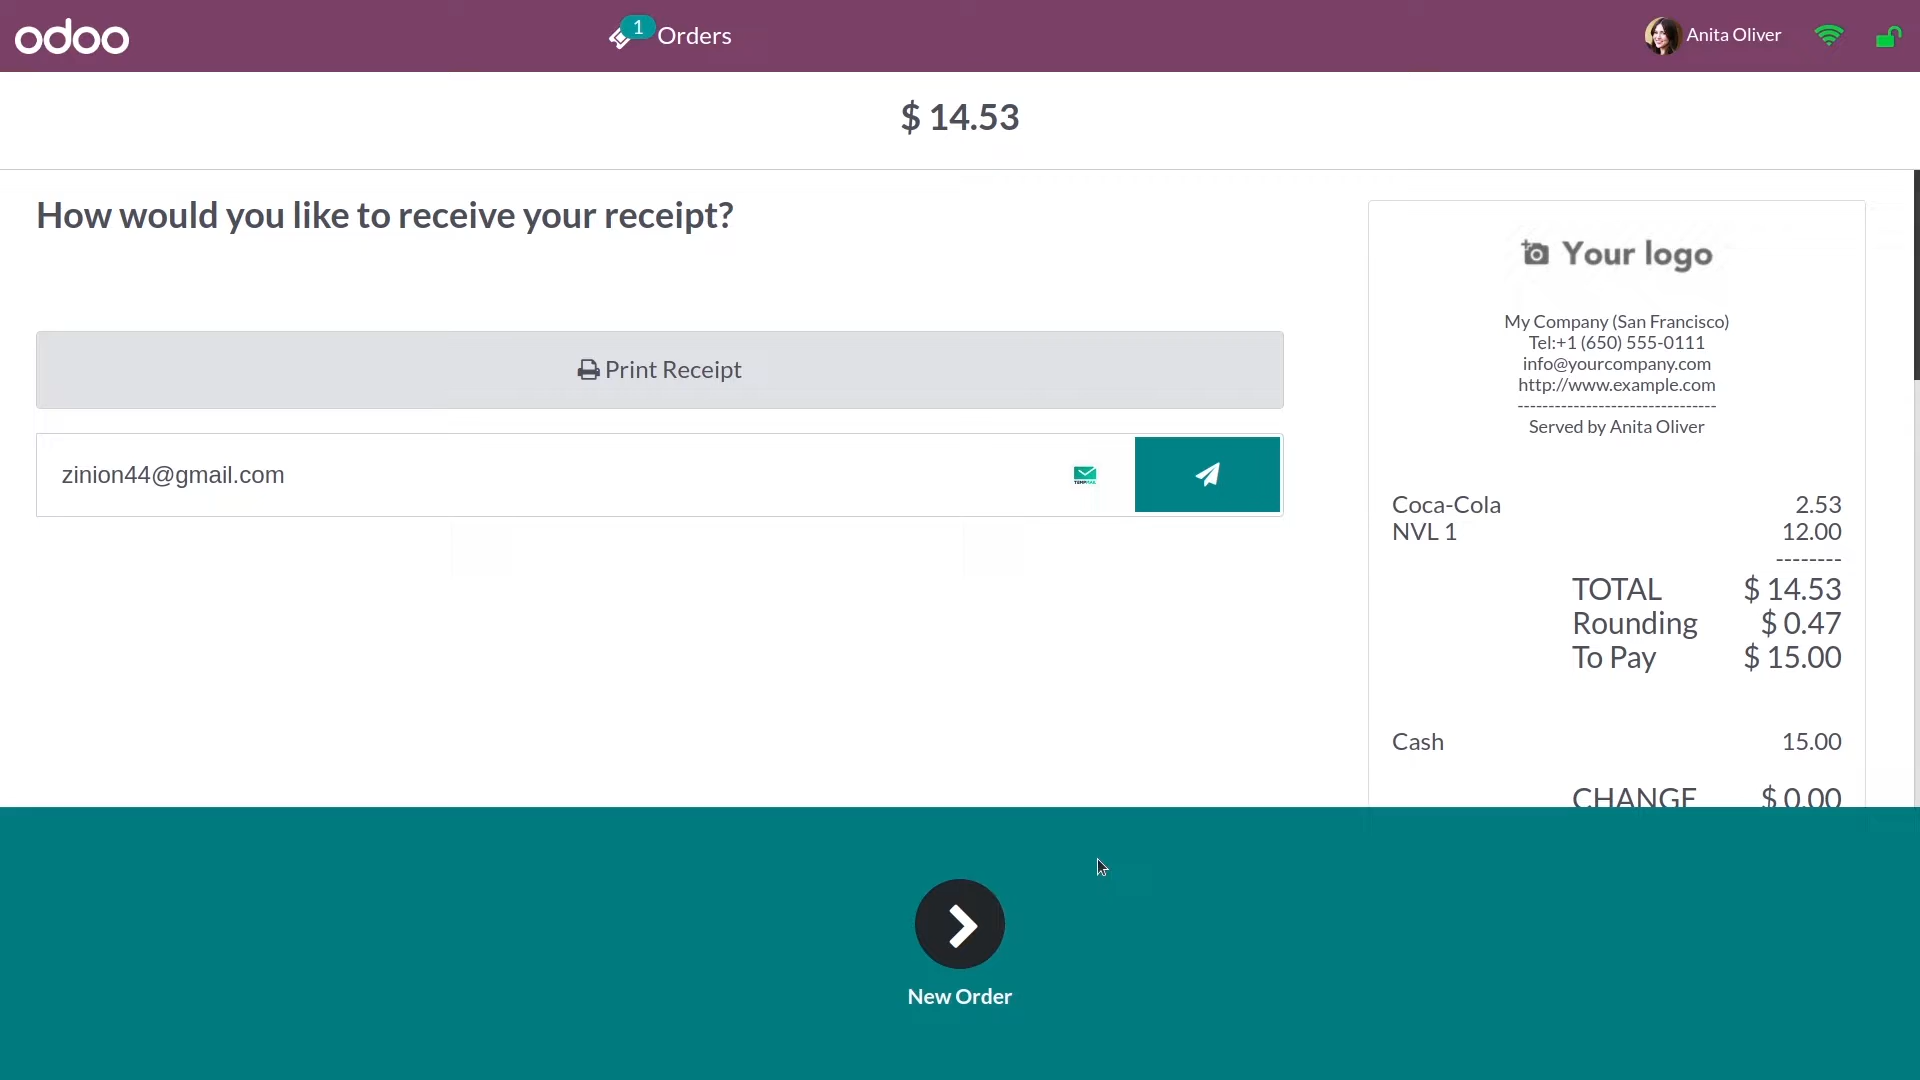 odoo
1
Orders
Anita Oliver
$ 14.53
How would you like to receive your receipt?
Print Receipt
zinion44@gmail.com
Your logo
My Company (San Francisco)
Tel:+1 (650) 555-0111
info@yourcompany.com
http://www.example.com
---------------------------------
Served by Anita Oliver
Coca-Cola 2.53
NVL 1 12.00
--------
TOTAL $ 14.53
Rounding $ 0.47
To Pay $ 15.00
Cash 15.00
CHANGE $ 0.00
New Order